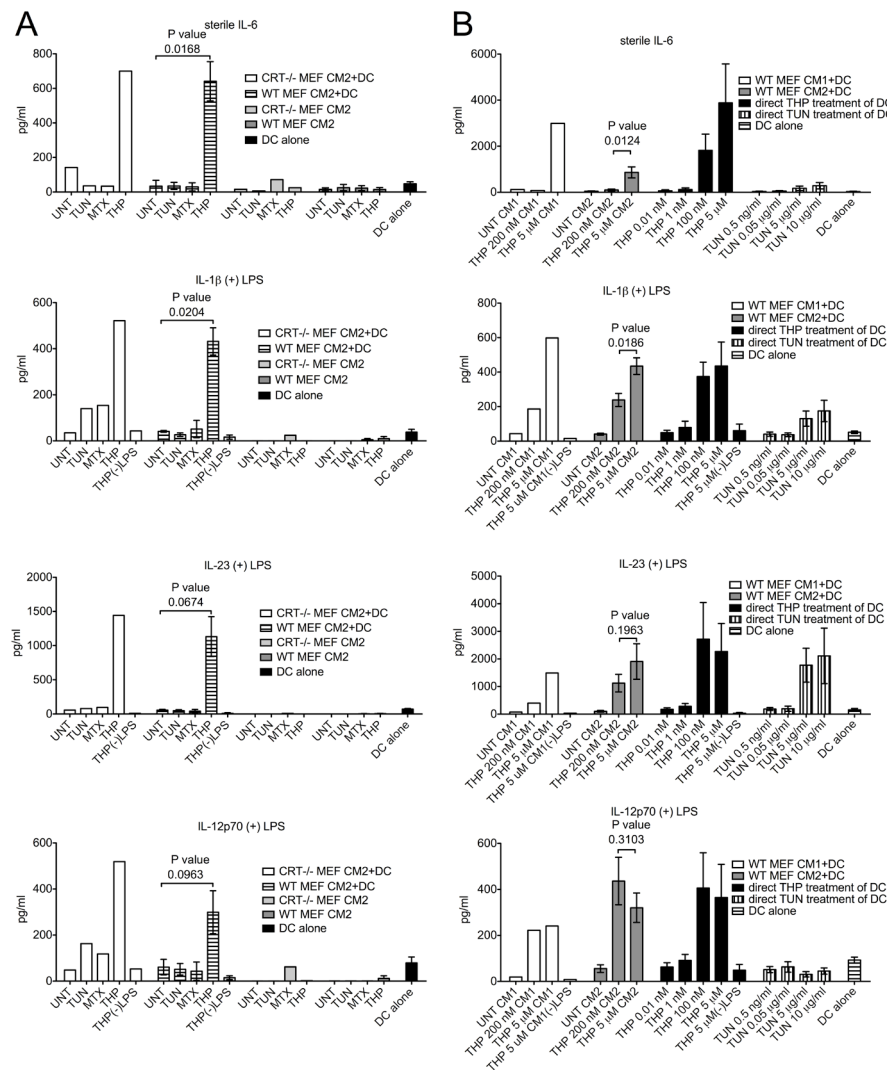 A
sterile IL-6
P value
0.0168
800
600
400
200
0
pg/ml
CRT-/- MEF CM2+DC
WT MEF CM2+DC
CRT-/- MEF CM2
WT MEF CM2
DC alone
UNT
TUN
MTX
THP
UNT
TUN
MTX
THP
UNT
TUN
MTX
THP
UNT
TUN
MTX
THP
DC alone
IL-1β (+) LPS
P value
0.0204
600
400
200
0
pg/ml
CRT-/- MEF CM2+DC
WT MEF CM2+DC
CRT-/- MEF CM2
WT MEF CM2
DC alone
UNT
TUN
MTX
THP
THP(-)LPS
UNT
TUN
MTX
THP
THP(-)LPS
UNT
TUN
MTX
THP
UNT
TUN
MTX
THP
DC alone
IL-23 (+) LPS
P value
0.0674
2000
1500
1000
500
0
pg/ml
CRT-/- MEF CM2+DC
WT MEF CM2+DC
CRT-/- MEF CM2
WT MEF CM2
DC alone
UNT
TUN
MTX
THP
THP(-)LPS
UNT
TUN
MTX
THP
THP(-)LPS
UNT
TUN
MTX
THP
UNT
TUN
MTX
THP
DC alone
IL-12p70 (+) LPS
P value
0.0963
600
400
200
0
pg/ml
CRT-/- MEF CM2+DC
WT MEF CM2+DC
CRT-/- MEF CM2
WT MEF CM2
DC alone
UNT
TUN
MTX
THP
THP(-)LPS
UNT
TUN
MTX
THP
THP(-)LPS
UNT
TUN
MTX
THP
UNT
TUN
MTX
THP
DC alone
B
sterile IL-6
P value
0.0124
6000
4000
2000
0
pg/ml
WT MEF CM1+DC
WT MEF CM2+DC
direct THP treatment of DC
direct TUN treatment of DC
DC alone
UNT CM1
THP 200 nM CM1
THP 5 μM CM1
UNT CM2
THP 200 nM CM2
THP 5 μM CM2
THP 0.01 nM
THP 1 nM
THP 100 nM
THP 5 μM
TUN 0.5 ng/ml
TUN 0.05 μg/ml
TUN 5 μg/ml
TUN 10 μg/ml
DC alone
IL-1β (+) LPS
P value
0.0186
800
600
400
200
0
pg/ml
WT MEF CM1+DC
WT MEF CM2+DC
direct THP treatment of DC
direct TUN treatment of DC
DC alone
UNT CM1
THP 200 nM CM1
THP 5 μM CM1
THP 5 uM CM1(-)LPS
UNT CM2
THP 200 nM CM2
THP 5 μM CM2
THP 0.01 nM
THP 1 nM
THP 100 nM
THP 5 μM
THP 5 μM(-)LPS
TUN 0.5 ng/ml
TUN 0.05 μg/ml
TUN 5 μg/ml
TUN 10 μg/ml
DC alone
IL-23 (+) LPS
P value
0.1963
5000
4000
3000
2000
1000
0
pg/ml
WT MEF CM1+DC
WT MEF CM2+DC
direct THP treatment of DC
direct TUN treatment of DC
DC alone
UNT CM1
THP 200 nM CM1
THP 5 μM CM1
THP 5 uM CM1(-)LPS
UNT CM2
THP 200 nM CM2
THP 5 μM CM2
THP 0.01 nM
THP 1 nM
THP 100 nM
THP 5 μM
THP 5 μM(-)LPS
TUN 0.5 ng/ml
TUN 0.05 μg/ml
TUN 5 μg/ml
TUN 10 μg/ml
DC alone
IL-12p70 (+) LPS
P value
0.3103
600
400
200
0
pg/ml
WT MEF CM1+DC
WT MEF CM2+DC
direct THP treatment of DC
direct TUN treatment of DC
DC alone
UNT CM1
THP 200 nM CM1
THP 5 μM CM1
THP 5 uM CM1(-)LPS
UNT CM2
THP 200 nM CM2
THP 5 μM CM2
THP 0.01 nM
THP 1 nM
THP 100 nM
THP 5 μM
THP 5 μM(-)LPS
TUN 0.5 ng/ml
TUN 0.05 μg/ml
TUN 5 μg/ml
TUN 10 μg/ml
DC alone